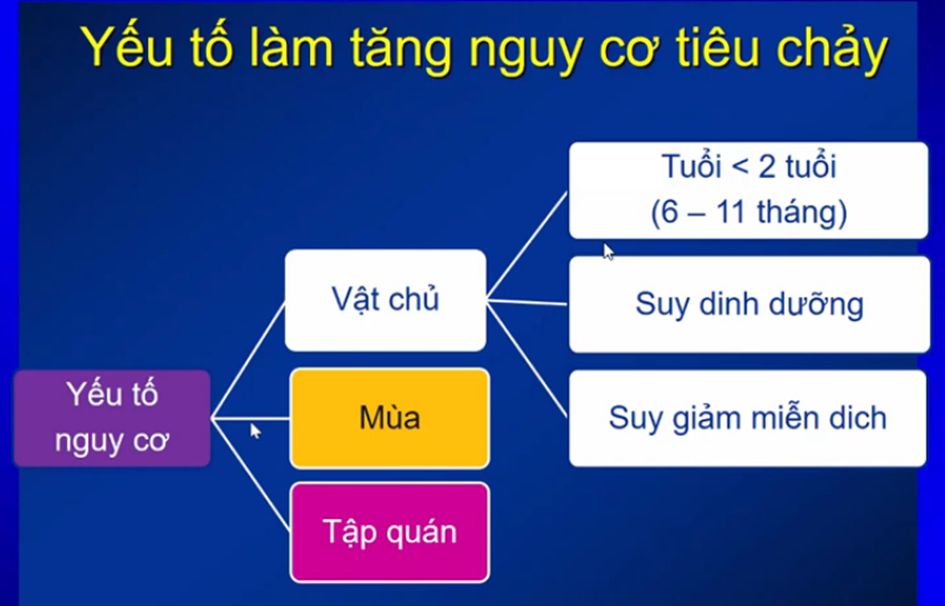 Yếu tố làm tăng nguy cơ tiêu chảy
Tuổi < 2 tuổi
(6 – 11 tháng)
Vật chủ
Suy dinh dưỡng
Yếu tố
nguy cơ
Mùa
Suy giảm miễn dich
Tập quán